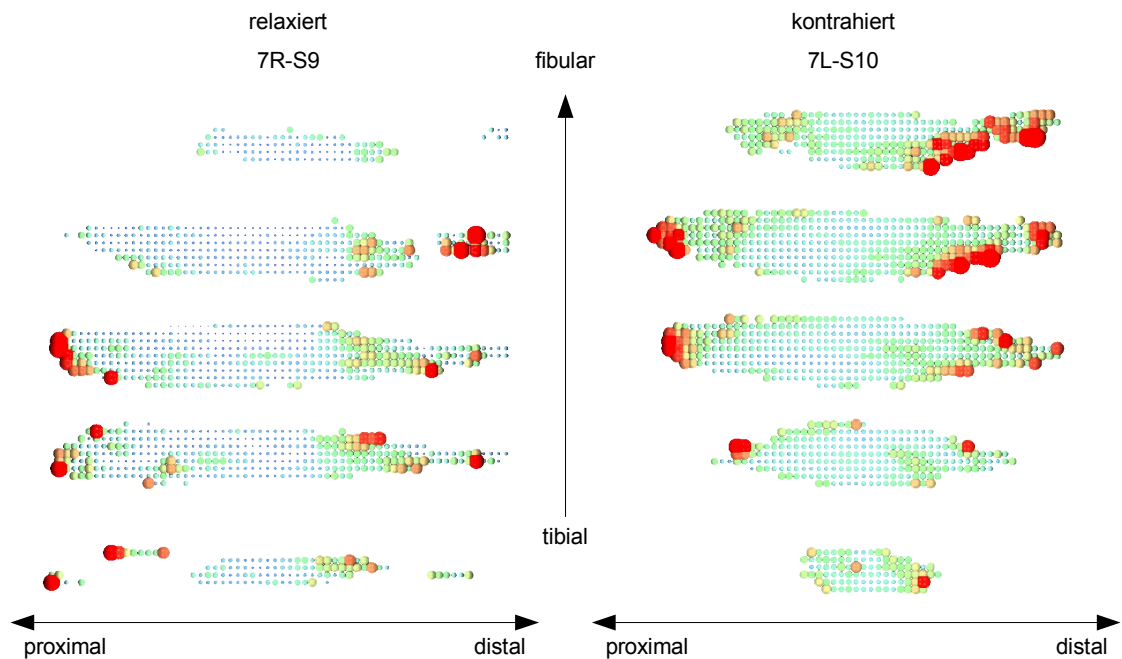 relaxiert
kontrahiert
7R-S9
fibular
7L-S10
tibial
proximal
distal
proximal
distal